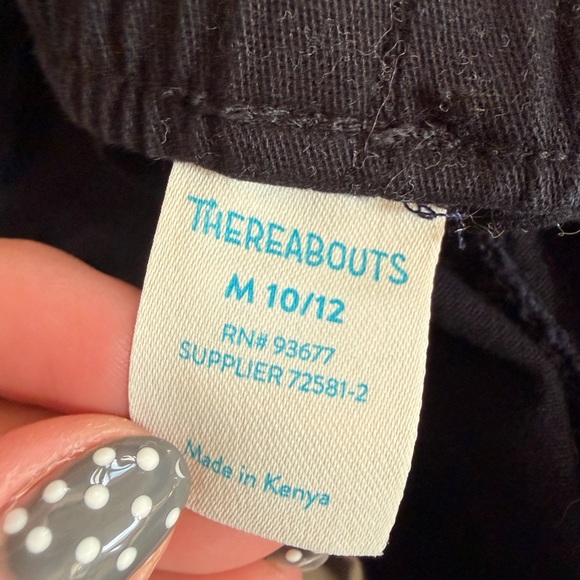 THEREABOUTS
M 10/12
RN# 93677
SUPPLIER 72581-2
Made in Kenya